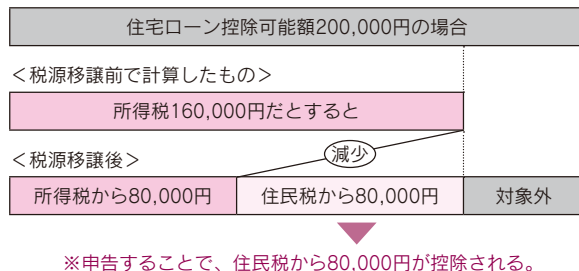 住宅ローン控除可能額200,000円の場合
＜税源移譲前で計算したもの＞
所得税160,000円だとすると
減少
＜税源移譲後＞
所得税から80,000円 住民税から80,000円 対象外
※申告することで、住民税から80,000円が控除される。